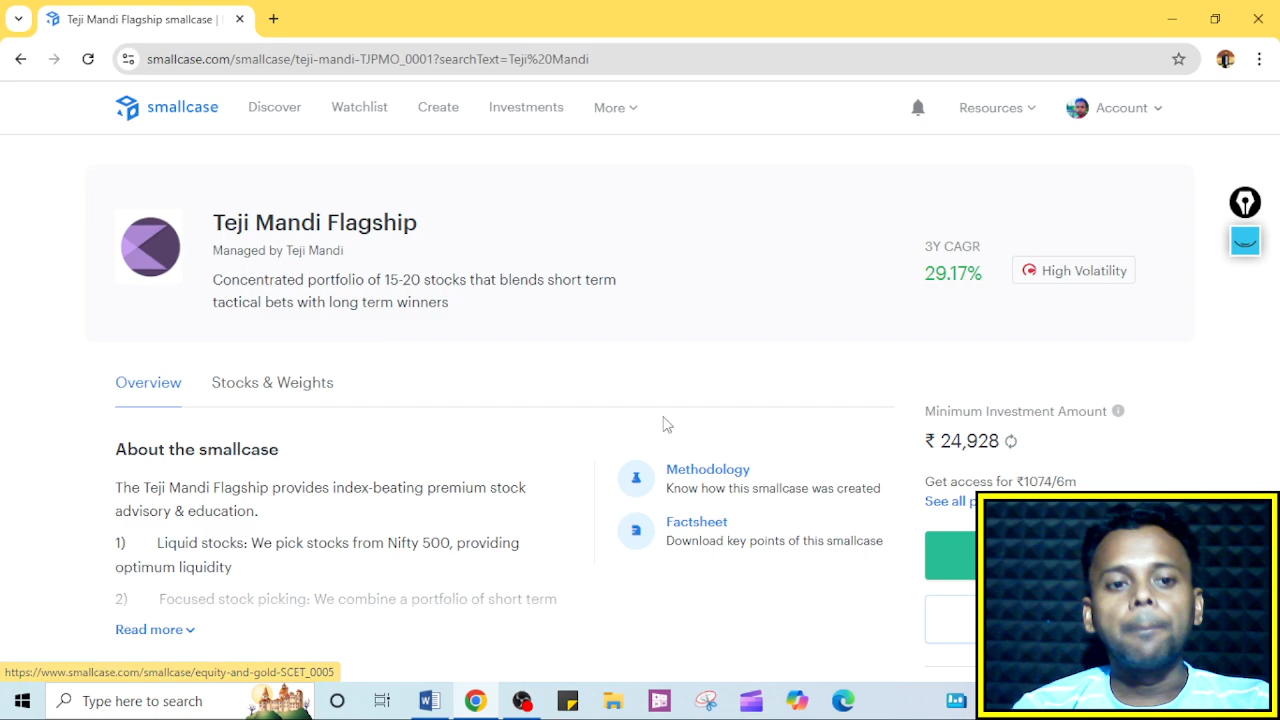 Teji Mandi Flagship smallcase |
smallcase.com/smallcase/teji-mandi-TJPMO_0001?searchText=Teji%20Mandi
smallcase
Discover
Watchlist
Create
Investments
More
Resources
Account
Teji Mandi Flagship
Managed by Teji Mandi
Concentrated portfolio of 15-20 stocks that blends short term
tactical bets with long term winners
3Y CAGR
29.17%
High Volatility
Overview
Stocks & Weights
About the smallcase
The Teji Mandi Flagship provides index-beating premium stock
advisory & education.
1) Liquid stocks: We pick stocks from Nifty 500, providing
optimum liquidity
2) Focused stock picking: We combine a portfolio of short term
Read more
Methodology
Know how this smallcase was created
Factsheet
Download key points of this smallcase
Minimum Investment Amount
₹ 24,928
Get access for ₹1074/6m
See all
https://www.smallcase.com/smallcase/equity-and-gold-SCET_0005
Type here to search